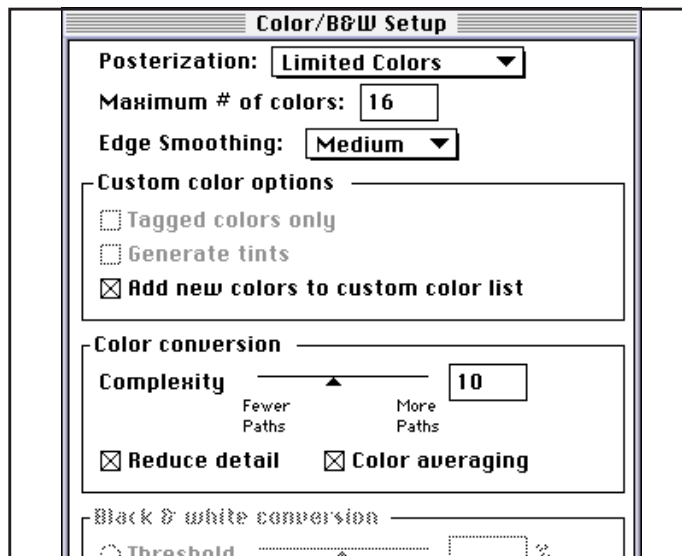 Color/B&W Setup
Posterization: Limited Colors
Maximum # of colors: 16
Edge Smoothing: Medium
Custom color options
Tagged colors only
Generate tints
Add new colors to custom color list
Color conversion
Complexity 10
Fewer More
Paths Paths
Reduce detail Color averaging
Black & white conversion
Threshold %